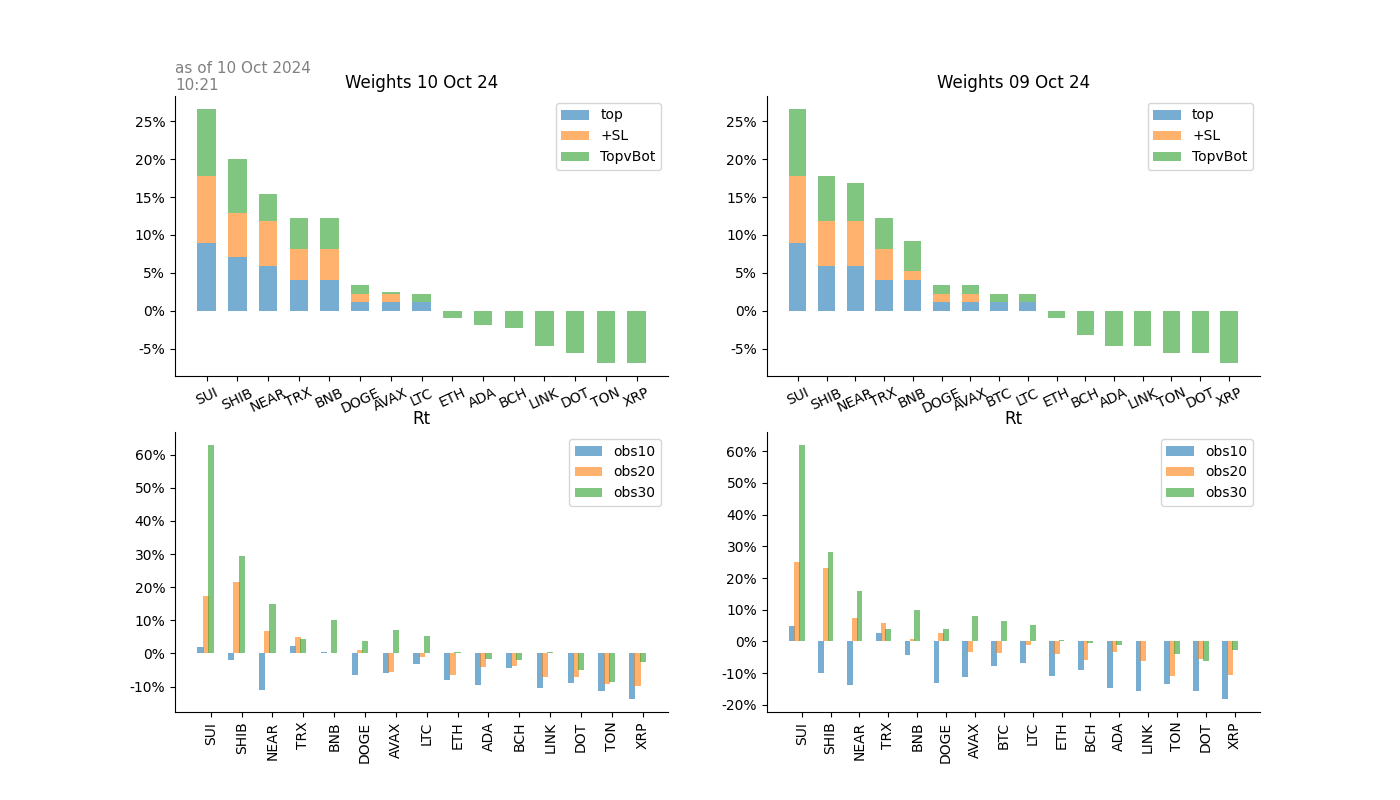 as of 10 Oct 2024
10:21
Weights 10 Oct 24
25%
20%
15%
10%
5%
0%
-5%
top
+SL
TopvBot
SUI SHIB NEAR TRX BNB DOGE AVAX LTC ETH ADA BCH LINK DOT TON XRP
Weights 09 Oct 24
25%
20%
15%
10%
5%
0%
-5%
top
+SL
TopvBot
SUI SHIB NEAR TRX BNB DOGE AVAX BTC LTC ETH BCH ADA LINK TON DOT XRP
Rt
60%
50%
40%
30%
20%
10%
0%
-10%
obs10
obs20
obs30
SUI SHIB NEAR TRX BNB DOGE AVAX LTC ETH ADA BCH LINK DOT TON XRP
Rt
60%
50%
40%
30%
20%
10%
0%
-10%
-20%
obs10
obs20
obs30
SUI SHIB NEAR TRX BNB DOGE AVAX BTC LTC ETH BCH ADA LINK TON DOT XRP